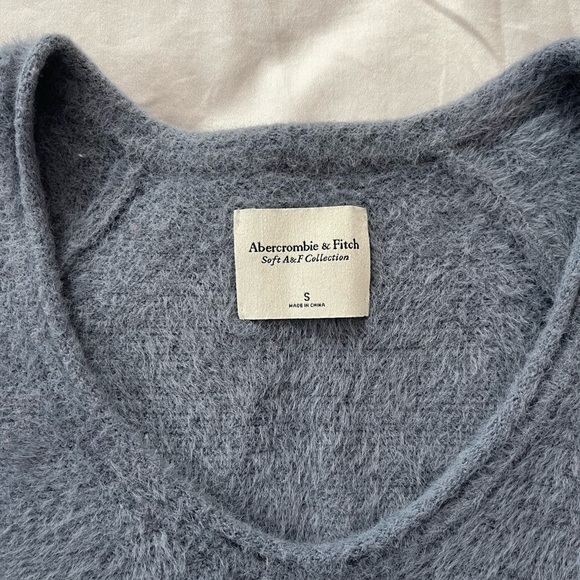 Abercrombie & Fitch
Soft A&F Collection
S
MADE IN CHINA